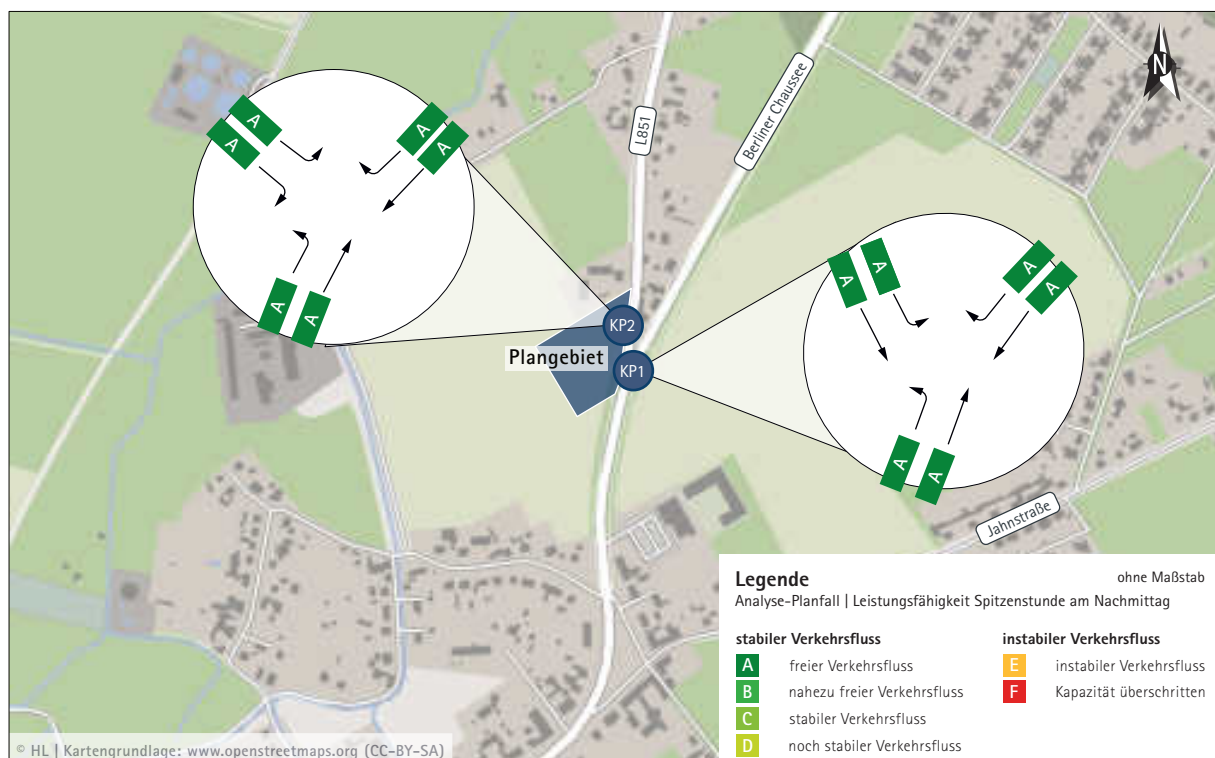 N
L851
Berliner Chaussee
A
A
A
A
A
A
A
A
A
A
A
A
KP2
Plangebiet
KP1
Jahnstraße
Legende
ohne Maßstab
Analyse-Planfall | Leistungsfähigkeit Spitzenstunde am Nachmittag
stabiler Verkehrsfluss
A freier Verkehrsfluss
B nahezu freier Verkehrsfluss
C stabiler Verkehrsfluss
D noch stabiler Verkehrsfluss
instabiler Verkehrsfluss
E instabiler Verkehrsfluss
F Kapazität überschritten
© HL | Kartengrundlage: www.openstreetmaps.org (CC-BY-SA)